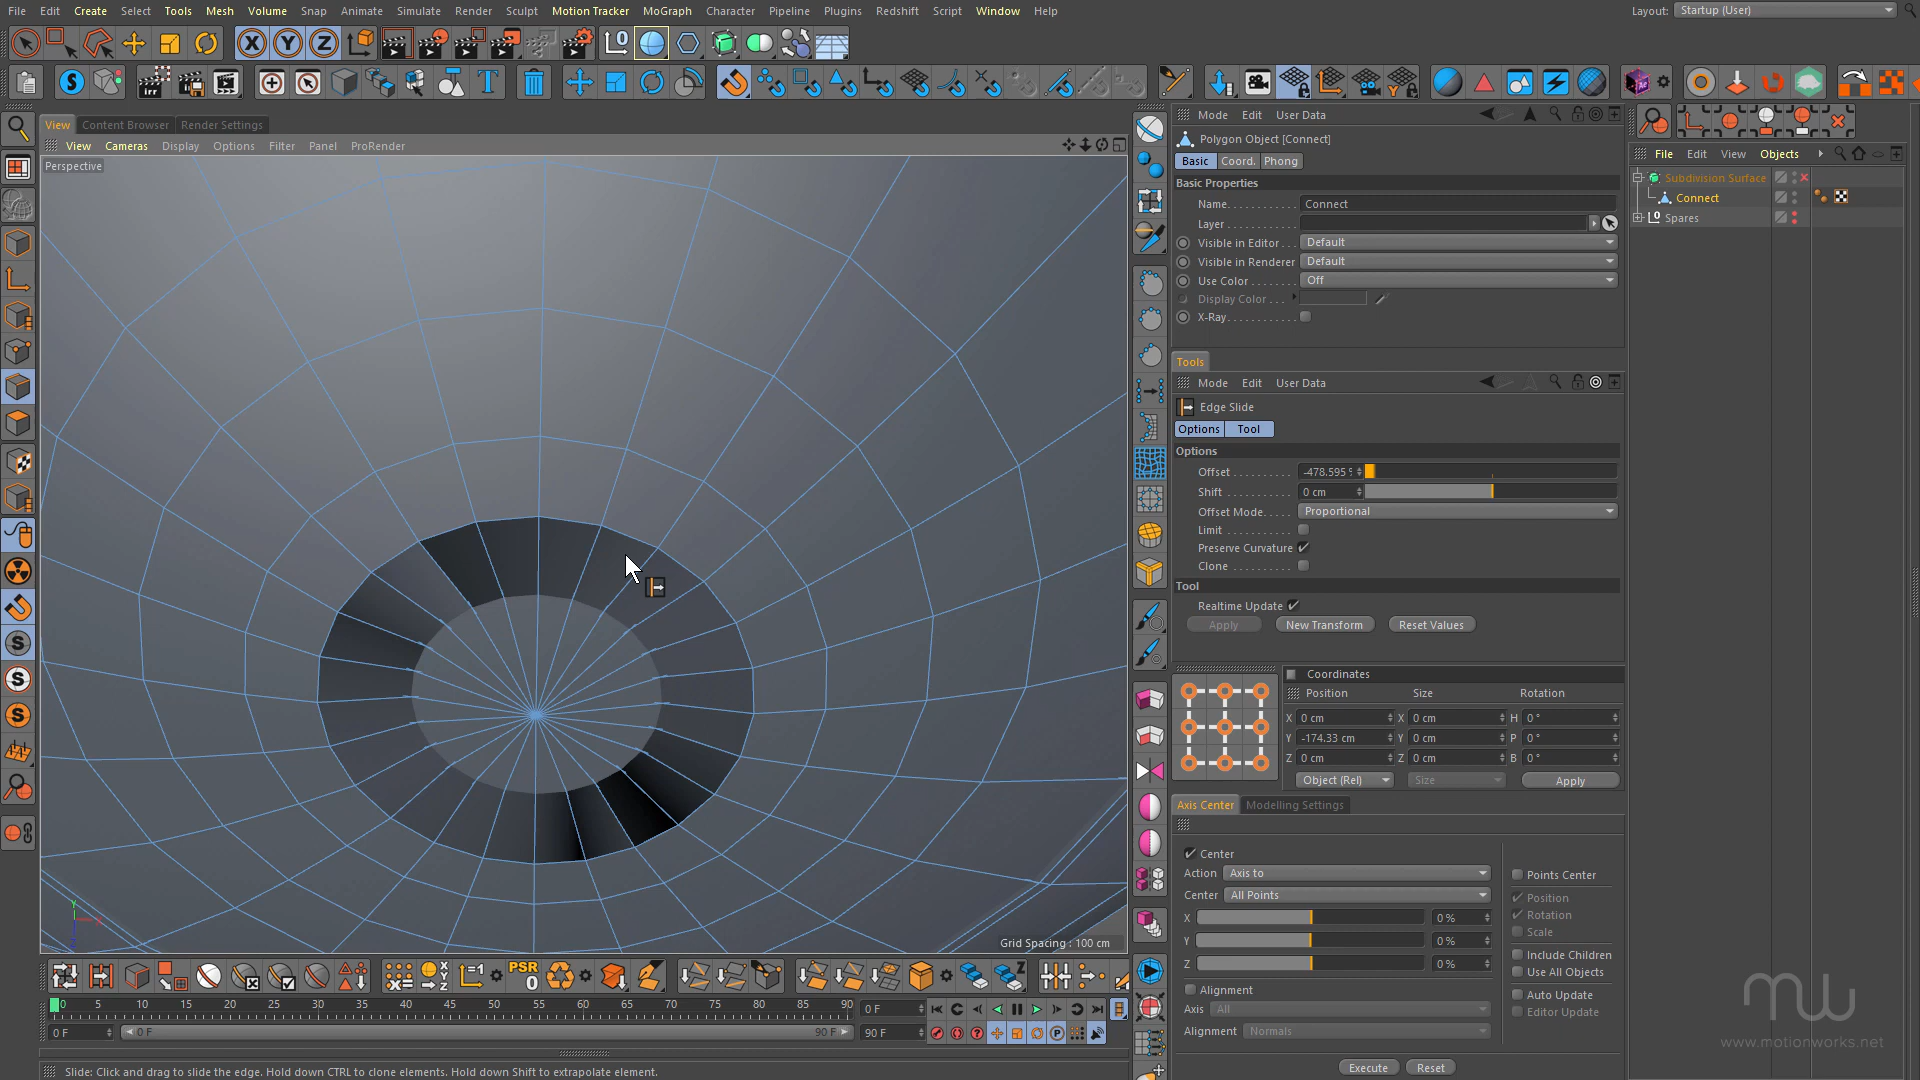 File Edit Create Select Tools Mesh Volume Snap Animate Simulate Render Sculpt Motion Tracker MoGraph Character Pipeline Plugins Redshift Script Window Help Layout: Startup (User)
View Content Browser Render Settings
View Cameras Display Options Filter Panel ProRender
Perspective
Grid Spacing : 100 cm
Mode Edit User Data
Polygon Object [Connect]
Basic Coord. Phong
Basic Properties
Name Connect
Layer
Visible in Editor Default
Visible in Renderer Default
Use Color Off
Display Color
X-Ray
Tools
Mode Edit User Data
Edge Slide
Options Tool
Options
Offset -478.595 %
Shift 0 cm
Offset Mode Proportional
Limit
Preserve Curvature
Clone
Tool
Realtime Update
Apply New Transform Reset Values
Coordinates
Position Size Rotation
X 0 cm X 0 cm H 0 °
Y -174.33 cm Y 0 cm P 0 °
Z 0 cm Z 0 cm B 0 °
Object (Rel) Size Apply
Axis Center Modelling Settings
Center
Action Axis to
Center All Points
X 0 %
Y 0 %
Z 0 %
Alignment
Axis All
Alignment Normals
Points Center
Position
Rotation
Scale
Include Children
Use All Objects
Auto Update
Editor Update
Execute Reset
File Edit View Objects
Subdivision Surface
Connect
Spares
PSR
0
0 5 10 15 20 25 30 35 40 45 50 55 60 65 70 75 80 85 90 0 F
0 F 0 F 90 F 90 F
Slide: Click and drag to slide the edge. Hold down CTRL to clone elements. Hold down Shift to extrapolate element.
mw
www.motionworks.net